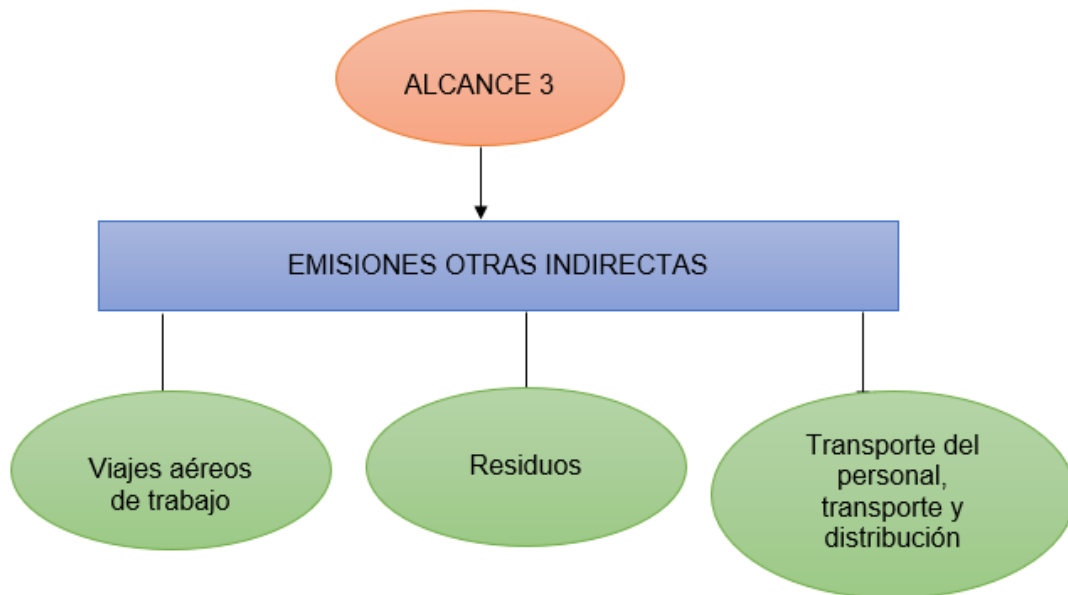 ALCANCE 3
EMISIONES OTRAS INDIRECTAS
Viajes aéreos
de trabajo
Residuos
Transporte del
personal,
transporte y
distribución